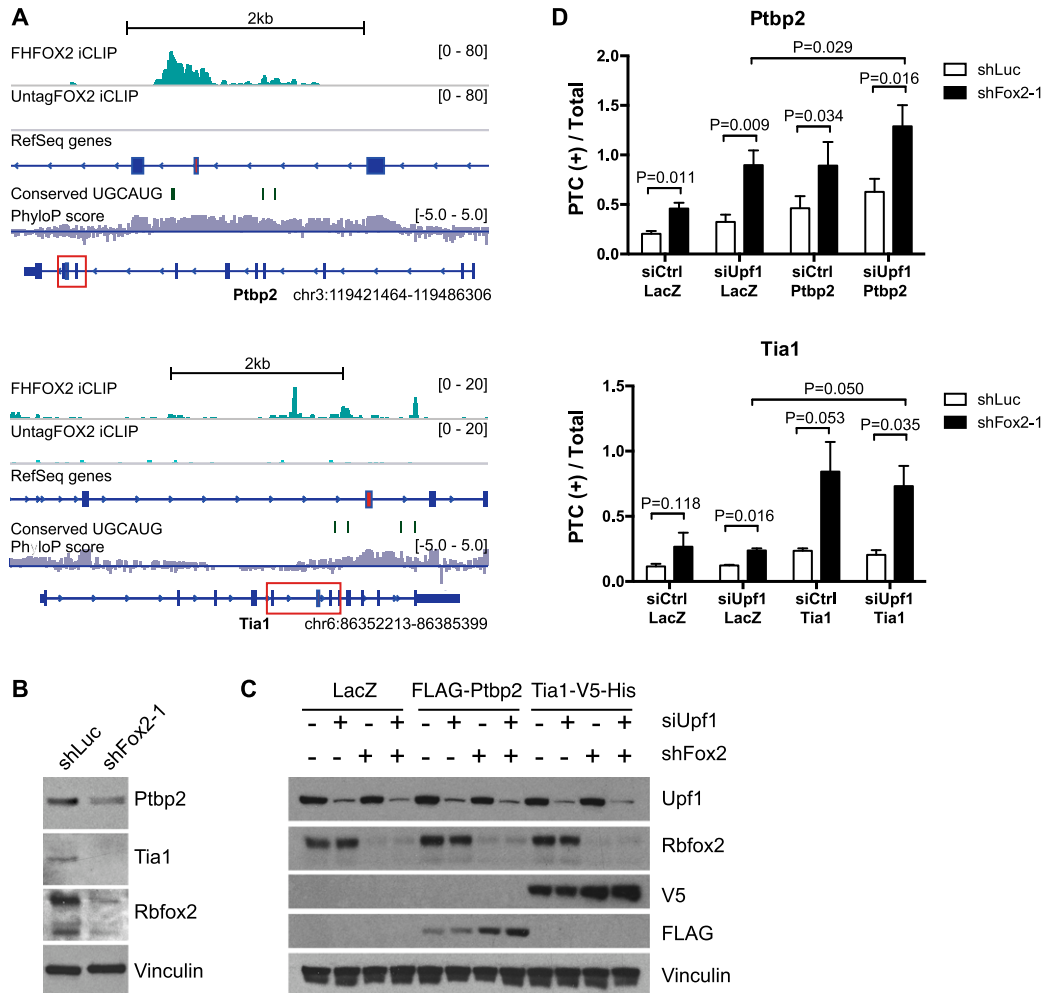 A
2kb
FHFOX2 iCLIP [0 - 80]
UntagFOX2 iCLIP [0 - 80]
RefSeq genes
Conserved UGCAUG
PhyloP score [-5.0 - 5.0]
Ptbp2 chr3:119421464-119486306
2kb
FHFOX2 iCLIP [0 - 20]
UntagFOX2 iCLIP [0 - 20]
RefSeq genes
Conserved UGCAUG
PhyloP score [-5.0 - 5.0]
Tia1 chr6:86352213-86385399
B
shLuc shFox2-1
Ptbp2
Tia1
Rbfox2
Vinculin
C
LacZ FLAG-Ptbp2 Tia1-V5-His
- + - + - + - + - + - + siUpf1
- - + + - - + + - - + + shFox2
Upf1
Rbfox2
V5
FLAG
Vinculin
D
Ptbp2
PTC (+) / Total
2.0
1.5
1.0
0.5
0.0
P=0.011
P=0.009
P=0.034
P=0.016
P=0.029
shLuc
shFox2-1
siCtrl siUpf1 siCtrl siUpf1
LacZ LacZ Ptbp2 Ptbp2
Tia1
PTC (+) / Total
1.5
1.0
0.5
0.0
P=0.118
P=0.016
P=0.053
P=0.035
P=0.050
shLuc
shFox2-1
siCtrl siUpf1 siCtrl siUpf1
LacZ LacZ Tia1 Tia1